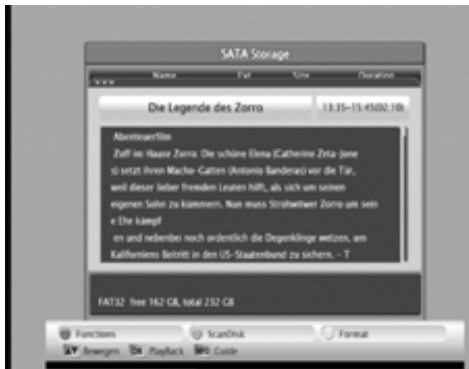 SATA Storage
Name Ext Size Duration
Die Legende des Zorro 13:35~15:45(02:10)
Abenteuerfilm
Zoff im Hause Zorro: Die schöne Elena (Catherine Zeta-Jone
s) setzt ihren Macho-Gatten (Antonio Banderas) vor die Tür,
weil dieser lieber fremden Leuten hilft, als sich um seinen
eigenen Sohn zu kümmern. Nun muss Strohwitwer Zorro um sein
e Ehe kämpf
en und nebenbei noch ordentlich die Degenklinge wetzen, um
Kaliforniens Beitritt in den US-Staatenbund zu sichern. - T
FAT32 free 162 GB, total 232 GB
Functions ScanDisk Format
Bewegen OK PlayBack Guide